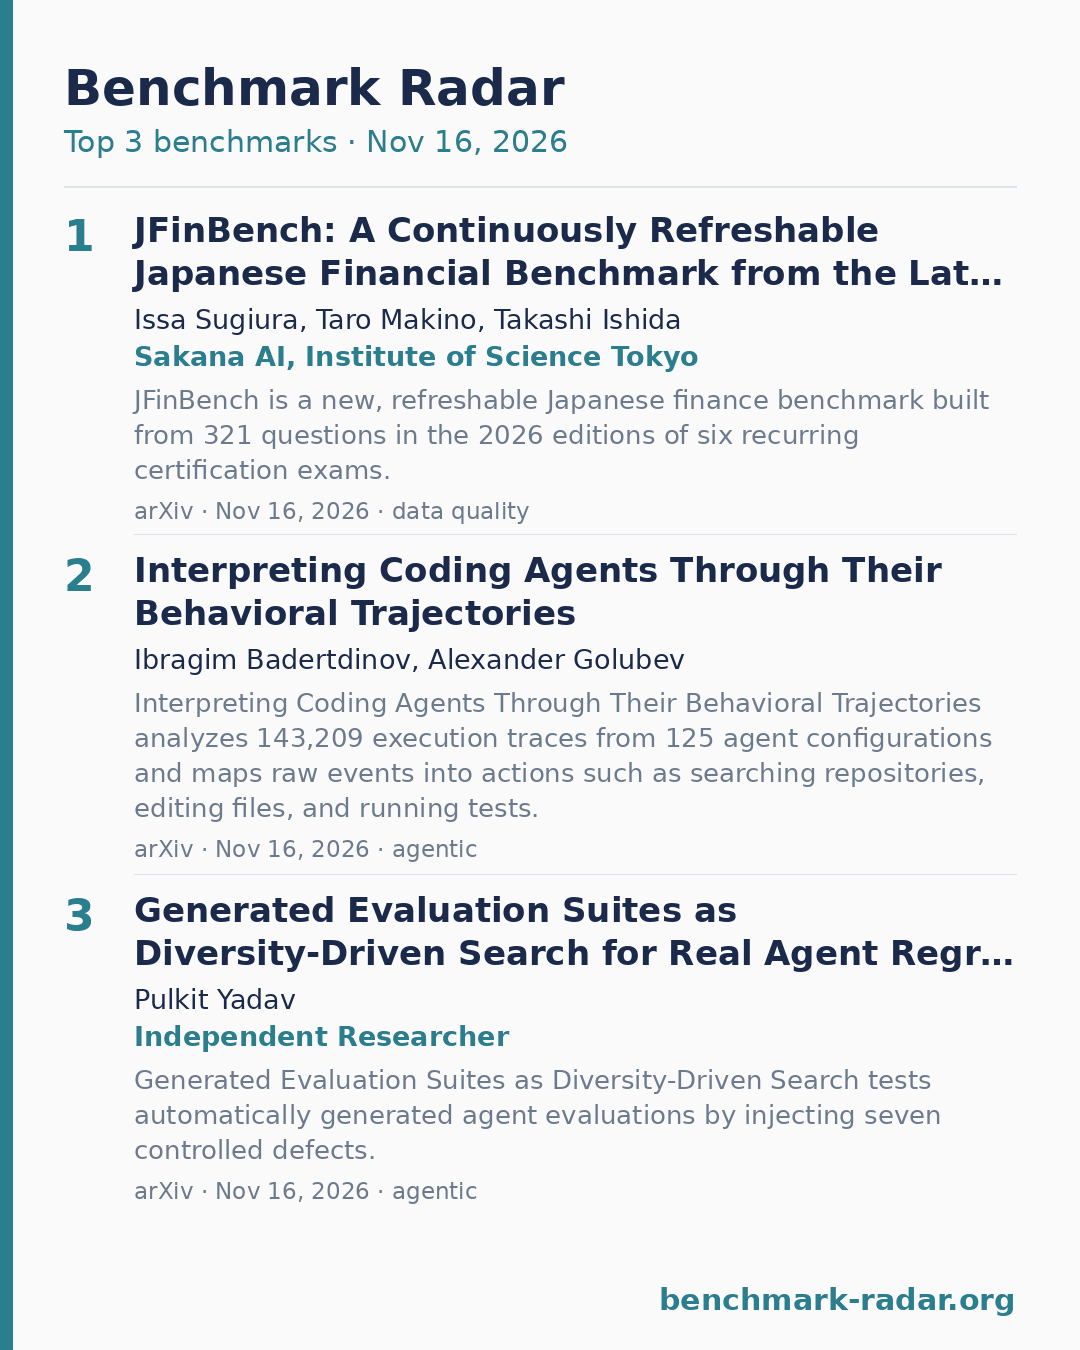 Benchmark Radar
Top 3 benchmarks · Nov 16, 2026
1
JFinBench: A Continuously Refreshable
Japanese Financial Benchmark from the Lat…
Issa Sugiura, Taro Makino, Takashi Ishida
Sakana AI, Institute of Science Tokyo
JFinBench is a new, refreshable Japanese finance benchmark built
from 321 questions in the 2026 editions of six recurring
certification exams.
arXiv · Nov 16, 2026 · data quality
2
Interpreting Coding Agents Through Their
Behavioral Trajectories
Ibragim Badertdinov, Alexander Golubev
Interpreting Coding Agents Through Their Behavioral Trajectories
analyzes 143,209 execution traces from 125 agent configurations
and maps raw events into actions such as searching repositories,
editing files, and running tests.
arXiv · Nov 16, 2026 · agentic
3
Generated Evaluation Suites as
Diversity-Driven Search for Real Agent Regr…
Pulkit Yadav
Independent Researcher
Generated Evaluation Suites as Diversity-Driven Search tests
automatically generated agent evaluations by injecting seven
controlled defects.
arXiv · Nov 16, 2026 · agentic
benchmark-radar.org